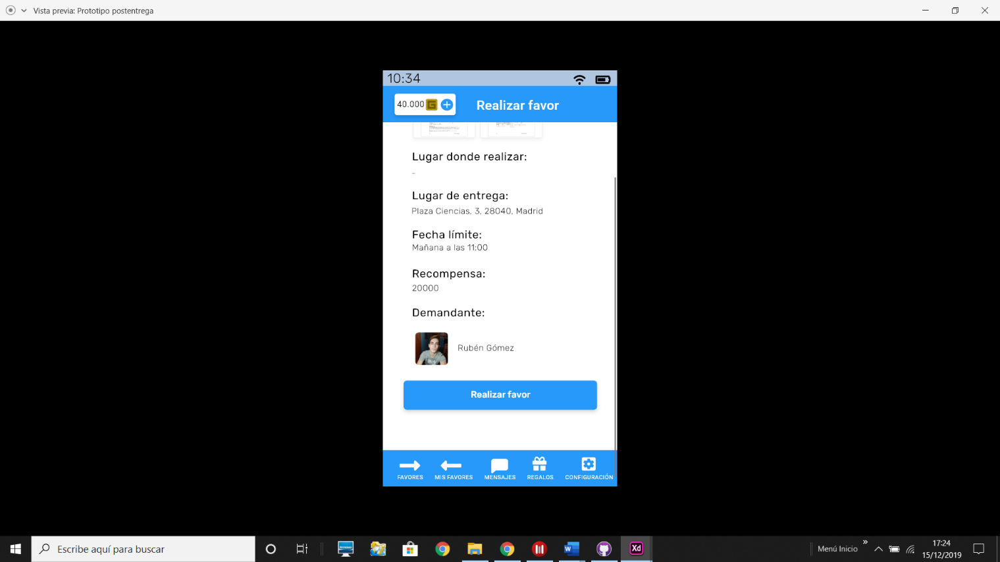 Vista previa: Prototipo postentrega
10:34
40.000
Realizar favor
Lugar donde realizar:
-
Lugar de entrega:
Plaza Ciencias, 3, 28040, Madrid
Fecha límite:
Mañana a las 11:00
Recompensa:
20000
Demandante:
Rubén Gómez
Realizar favor
FAVORES
MIS FAVORES
MENSAJES
REGALOS
CONFIGURACIÓN
Escribe aquí para buscar
W
Xd
Menú Inicio
17:24
15/12/2019